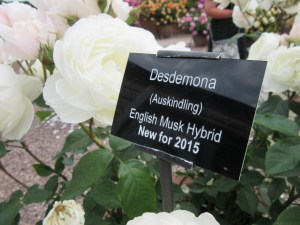 Desdemona
(Auskindling)
English Musk Hybrid
New for 2015